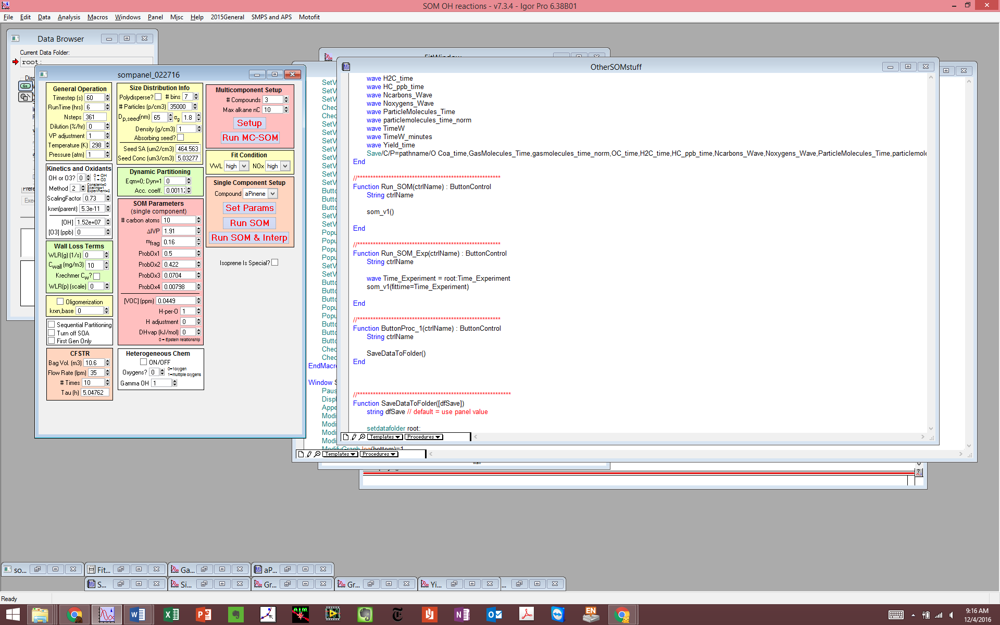 SOM OH reactions - v7.3.4 - Igor Pro 6.38B01
File Edit Data Analysis Macros Windows Panel Misc Help 2015General SMPS and APS Motofit
Data Browser
Current Data Folder:
root:
sompanel_022716
General Operation
Timestep (s) 60
RunTime (hrs) 6
Nsteps 361
Dilution (%/hr) 0
VP adjustment 1
Temperature (K) 298
Pressure (atm) 1
Kinetics and Oxidants
OH or O3? 0 0 = OH
1 = O3
Method 2 Constant=0
Scaling=1
Experiment=2
ScalingFactor 0.73
krxn(parent) 5.3e-11
[OH] 1.52e+07
[O3] (ppb) 0
Wall Loss Terms
WLR(g) (1/s) 0
Cwall (mg/m3) 10
Krechmer Cw?
WLR(p) (scale) 0
Oligomerization
krxn,base 0
Sequential Partitioning
Turn off SOA
First Gen Only
CFSTR
Bag Vol. (m3) 10.6
Flow Rate (lpm) 35
# Times 10
Tau (h) 5.04762
Size Distribution Info
Polydisperse? # bins 7
# Particles (p/cm3) 35000
Dp,seed(nm) 65 σg 1.8
Density (g/cm3) 1
Absorbing seed?
Seed SA (um2/cm3) 464.563
Seed Conc (um3/cm3) 5.03277
Dynamic Partitioning
Eqm=0; Dyn=1 0
Acc. coeff. 0.00112
SOM Parameters
(single component)
# carbon atoms 10
ΔlVP 1.91
mfrag 0.16
ProbOx1 0.5
ProbOx2 0.422
ProbOx3 0.0704
ProbOx4 0.00798
[VOC] (ppm) 0.0449
H-per-O 1
H adjustment 0
DHvap (kJ/mol) 0
0 = Epstein relationship
Heterogeneous Chem
ON/OFF
Oxygens? 0 0=1oxygen
1=multiple oxygens
Gamma OH 1
Multicomponent Setup
# Compounds 3
Max alkane nC 10
Setup
Run MC-SOM
Fit Condition
VWL high NOx high
Single Component Setup
Compound aPinene
Set Params
Run SOM
Run SOM & Interp
Isoprene Is Special?
FitWindow
SetV
SetV
SetV
Chec
Chec
SetV
SetV
SetV
SetV
SetV
SetV
SetV
SetV
Butto
Butto
Butto
SetV
Butto
Popu
Popu
Popu
Popu
SetV
SetV
Butto
Butto
Butto
Popu
Popu
Butto
Butto
Butto
Chec
Chec
EndMacro
Window S
Paus
Displ
Appe
Modi
Modi
Modi
Modi
ModifyGraph log(bottom)=1
Templates Procedures
OtherSOMstuff
wave H2C_time
wave HC_ppb_time
wave Ncarbons_Wave
wave Noxygens_Wave
wave ParticleMolecules_Time
wave particlemolecules_time_norm
wave TimeW
wave TimeW_minutes
wave Yield_time
Save/C/P=pathname/O Coa_time,GasMolecules_Time,gasmolecules_time_norm,OC_time,H2C_time,HC_ppb_time,Ncarbons_Wave,Noxygens_Wave,ParticleMolecules_Time,particlemole
End
//*******************************************************
Function Run_SOM(ctrlName) : ButtonControl
String ctrlName
som_v1()
End
//*******************************************************
Function Run_SOM_Exp(ctrlName) : ButtonControl
String ctrlName
wave Time_Experiment = root:Time_Experiment
som_v1(fittime=Time_Experiment)
End
//*******************************************************
Function ButtonProc_1(ctrlName) : ButtonControl
String ctrlName
SaveDataToFolder()
End
//***********************************************************
Function SaveDataToFolder([dfSave])
string dfSave // default = use panel value
setdatafolder root:
Templates Procedures
so... Fit... Ga... aP...
S... Si... Gr... Gr... Yi... ...
Ready
9:16 AM
12/4/2016